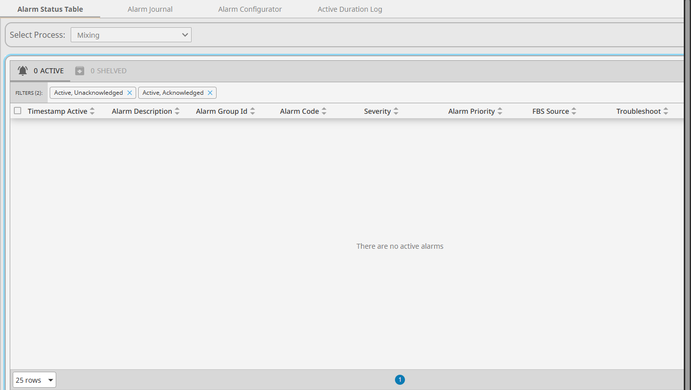 Alarm Status Table Alarm Journal Alarm Configurator Active Duration Log
Select Process: Mixing
0 ACTIVE 0 SHELVED
FILTERS (2): Active, Unacknowledged Active, Acknowledged
Timestamp Active Alarm Description Alarm Group Id Alarm Code Severity Alarm Priority FBS Source Troubleshoot
There are no active alarms
25 rows 1